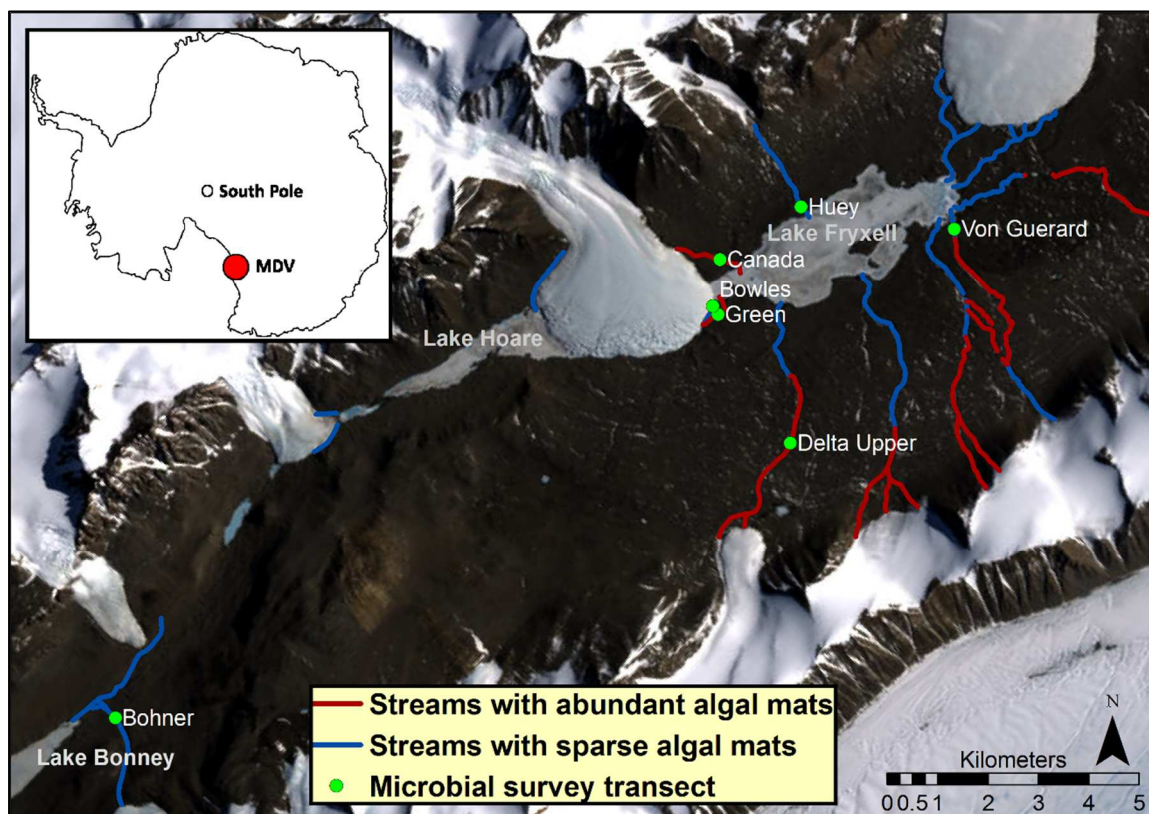 South Pole
MDV
Huey
Lake Fryxell
Von Guerard
Canada
Bowles
Green
Lake Hoare
Delta Upper
Bohner
Lake Bonney
Streams with abundant algal mats
Streams with sparse algal mats
Microbial survey transect
N
Kilometers
0 0.5 1 2 3 4 5